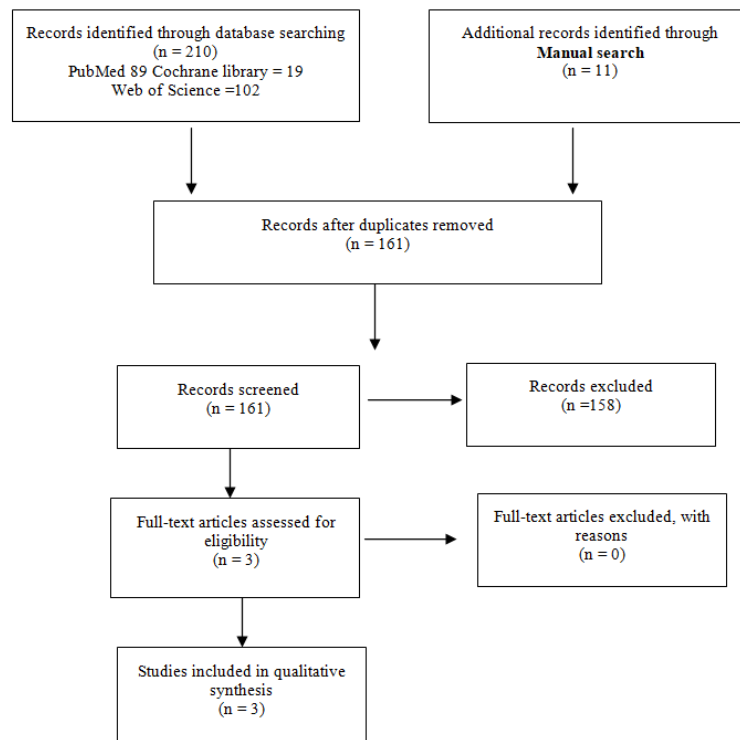 Records identified through database searching
(n = 210)
PubMed 89 Cochrane library = 19
Web of Science =102
Additional records identified through
Manual search
(n = 11)
Records after duplicates removed
(n = 161)
Records screened
(n = 161)
Records excluded
(n =158)
Full-text articles assessed for
eligibility
(n = 3)
Full-text articles excluded, with
reasons
(n = 0)
Studies included in qualitative
synthesis
(n = 3)